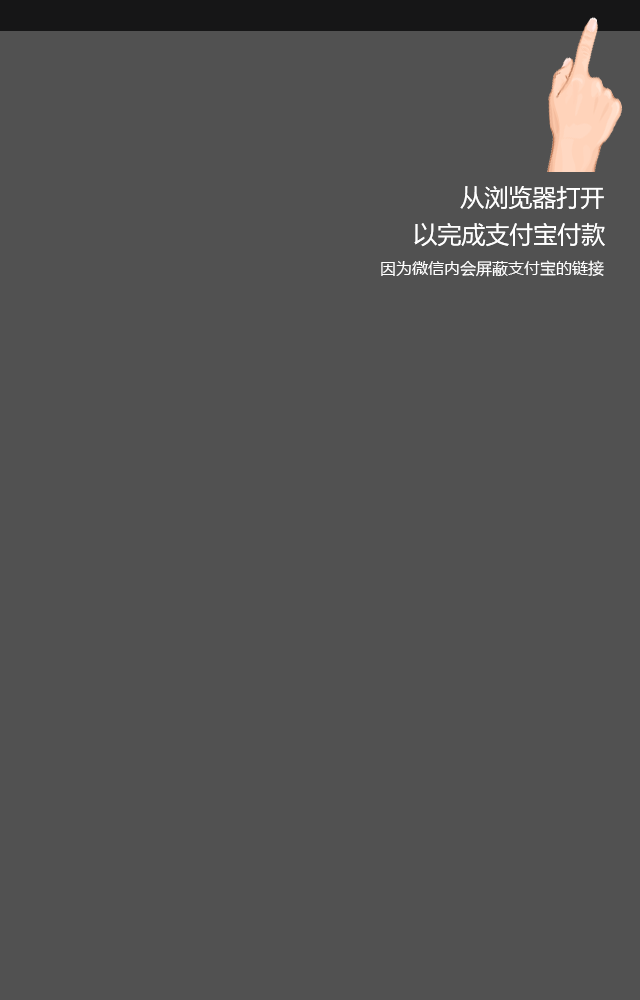 从浏览器打开
以完成支付宝付款
因为微信内会屏蔽支付宝的链接